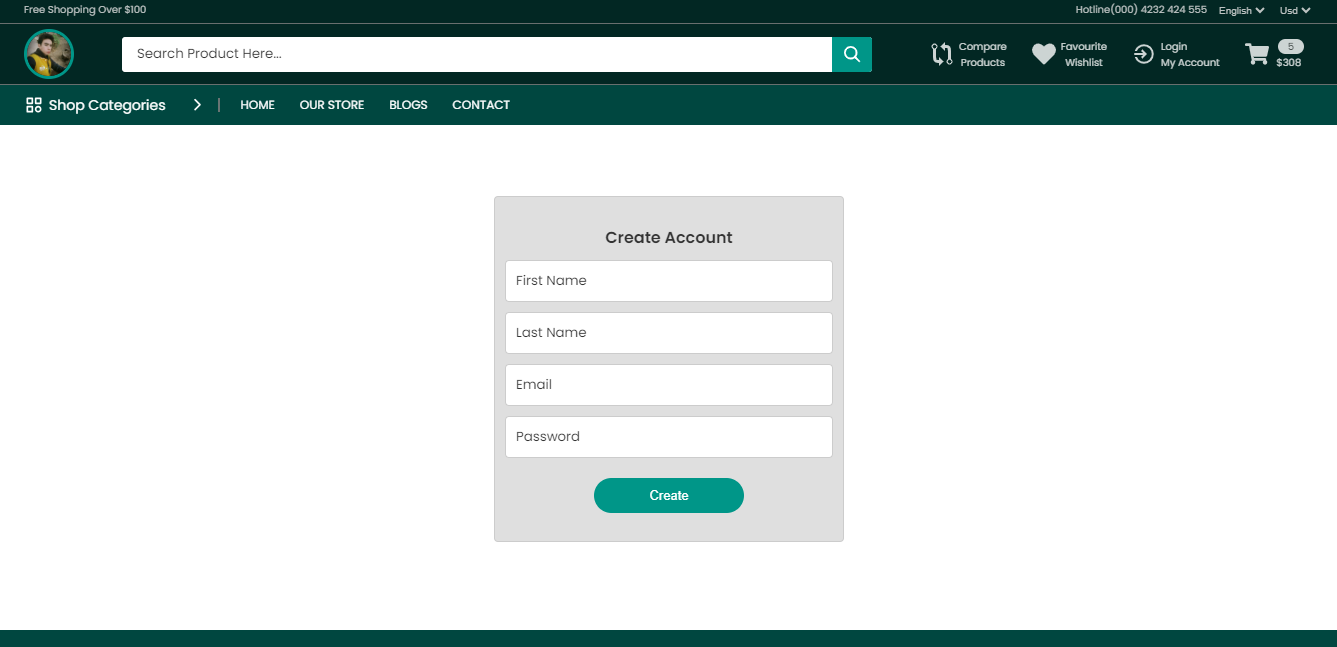 Free Shopping Over $100
Hotline(000) 4232 424 555 English Usd
Search Product Here...
Compare
Products
Favourite
Wishlist
Login
My Account
5
$308
Shop Categories | HOME OUR STORE BLOGS CONTACT
Create Account
First Name
Last Name
Email
Password
Create